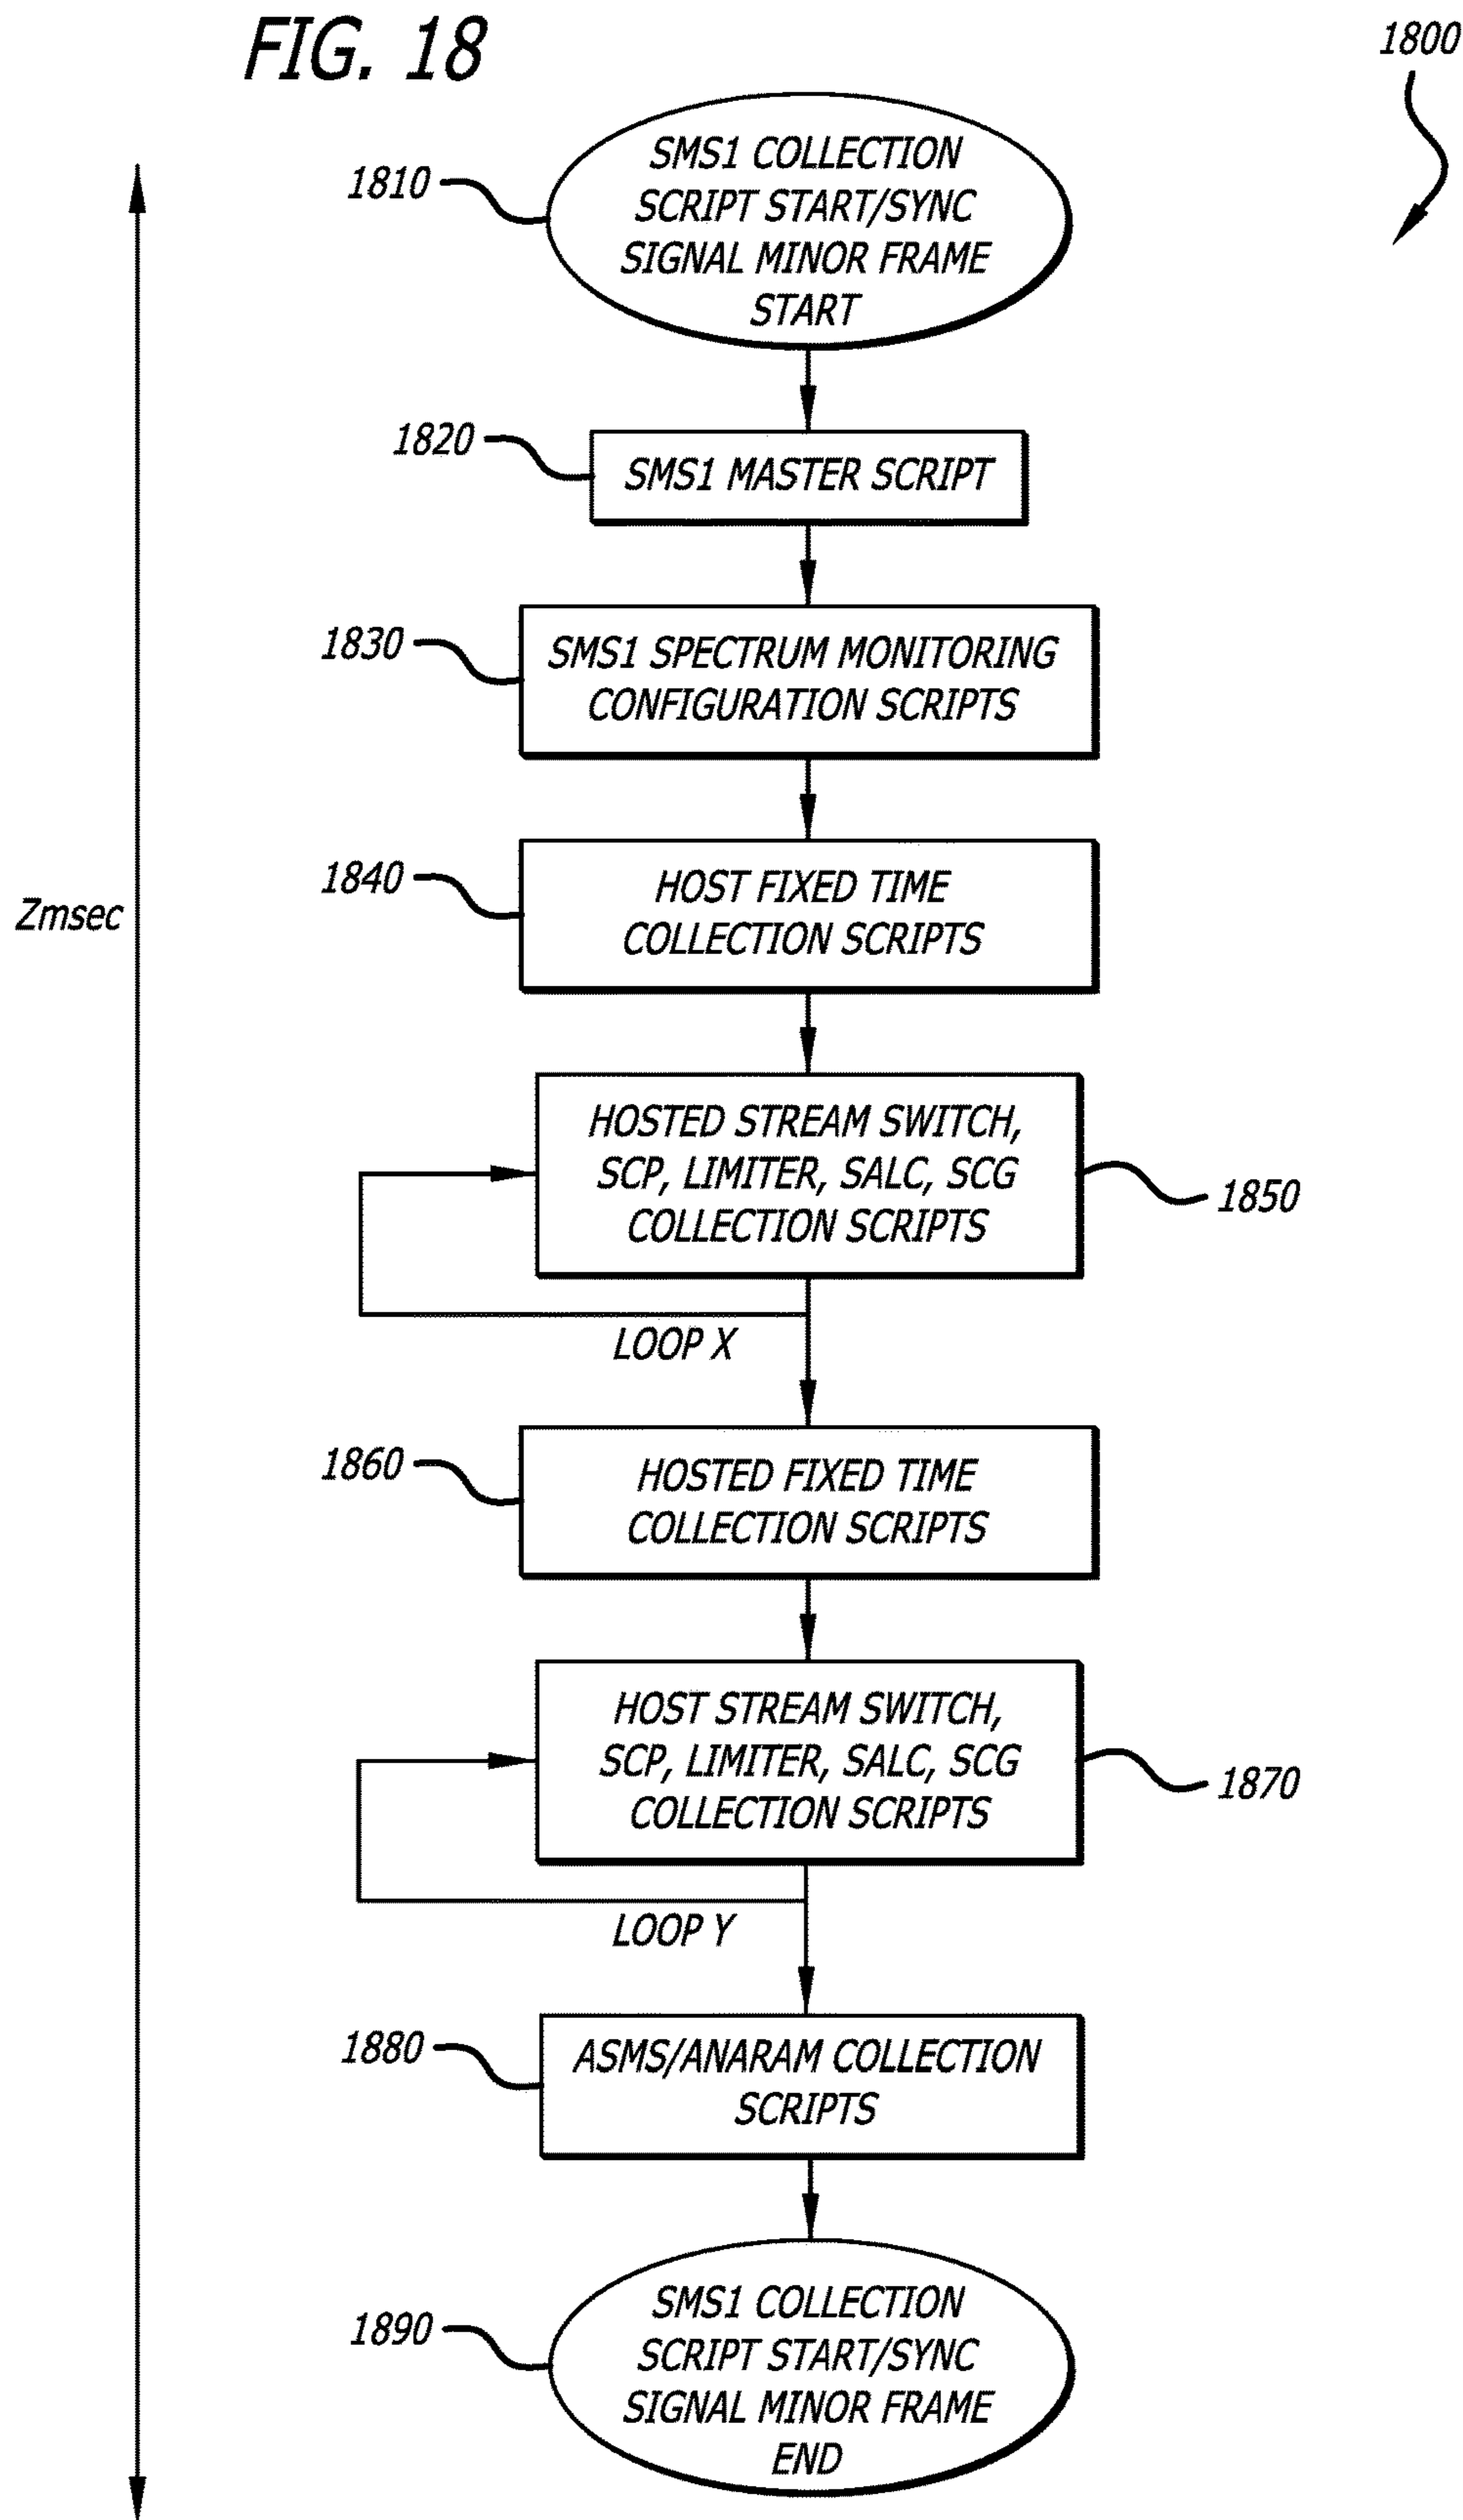 FIG. 18
1800
1810
SMS1 COLLECTION
SCRIPT START/SYNC
SIGNAL MINOR FRAME
START
1820
SMS1 MASTER SCRIPT
1830
SMS1 SPECTRUM MONITORING
CONFIGURATION SCRIPTS
1840
HOST FIXED TIME
COLLECTION SCRIPTS
Zmsec
HOSTED STREAM SWITCH,
SCP, LIMITER, SALC, SCG
COLLECTION SCRIPTS
1850
LOOP X
1860
HOSTED FIXED TIME
COLLECTION SCRIPTS
HOST STREAM SWITCH,
SCP, LIMITER, SALC, SCG
COLLECTION SCRIPTS
1870
LOOP Y
1880
ASMS/ANARAM COLLECTION
SCRIPTS
1890
SMS1 COLLECTION
SCRIPT START/SYNC
SIGNAL MINOR FRAME
END